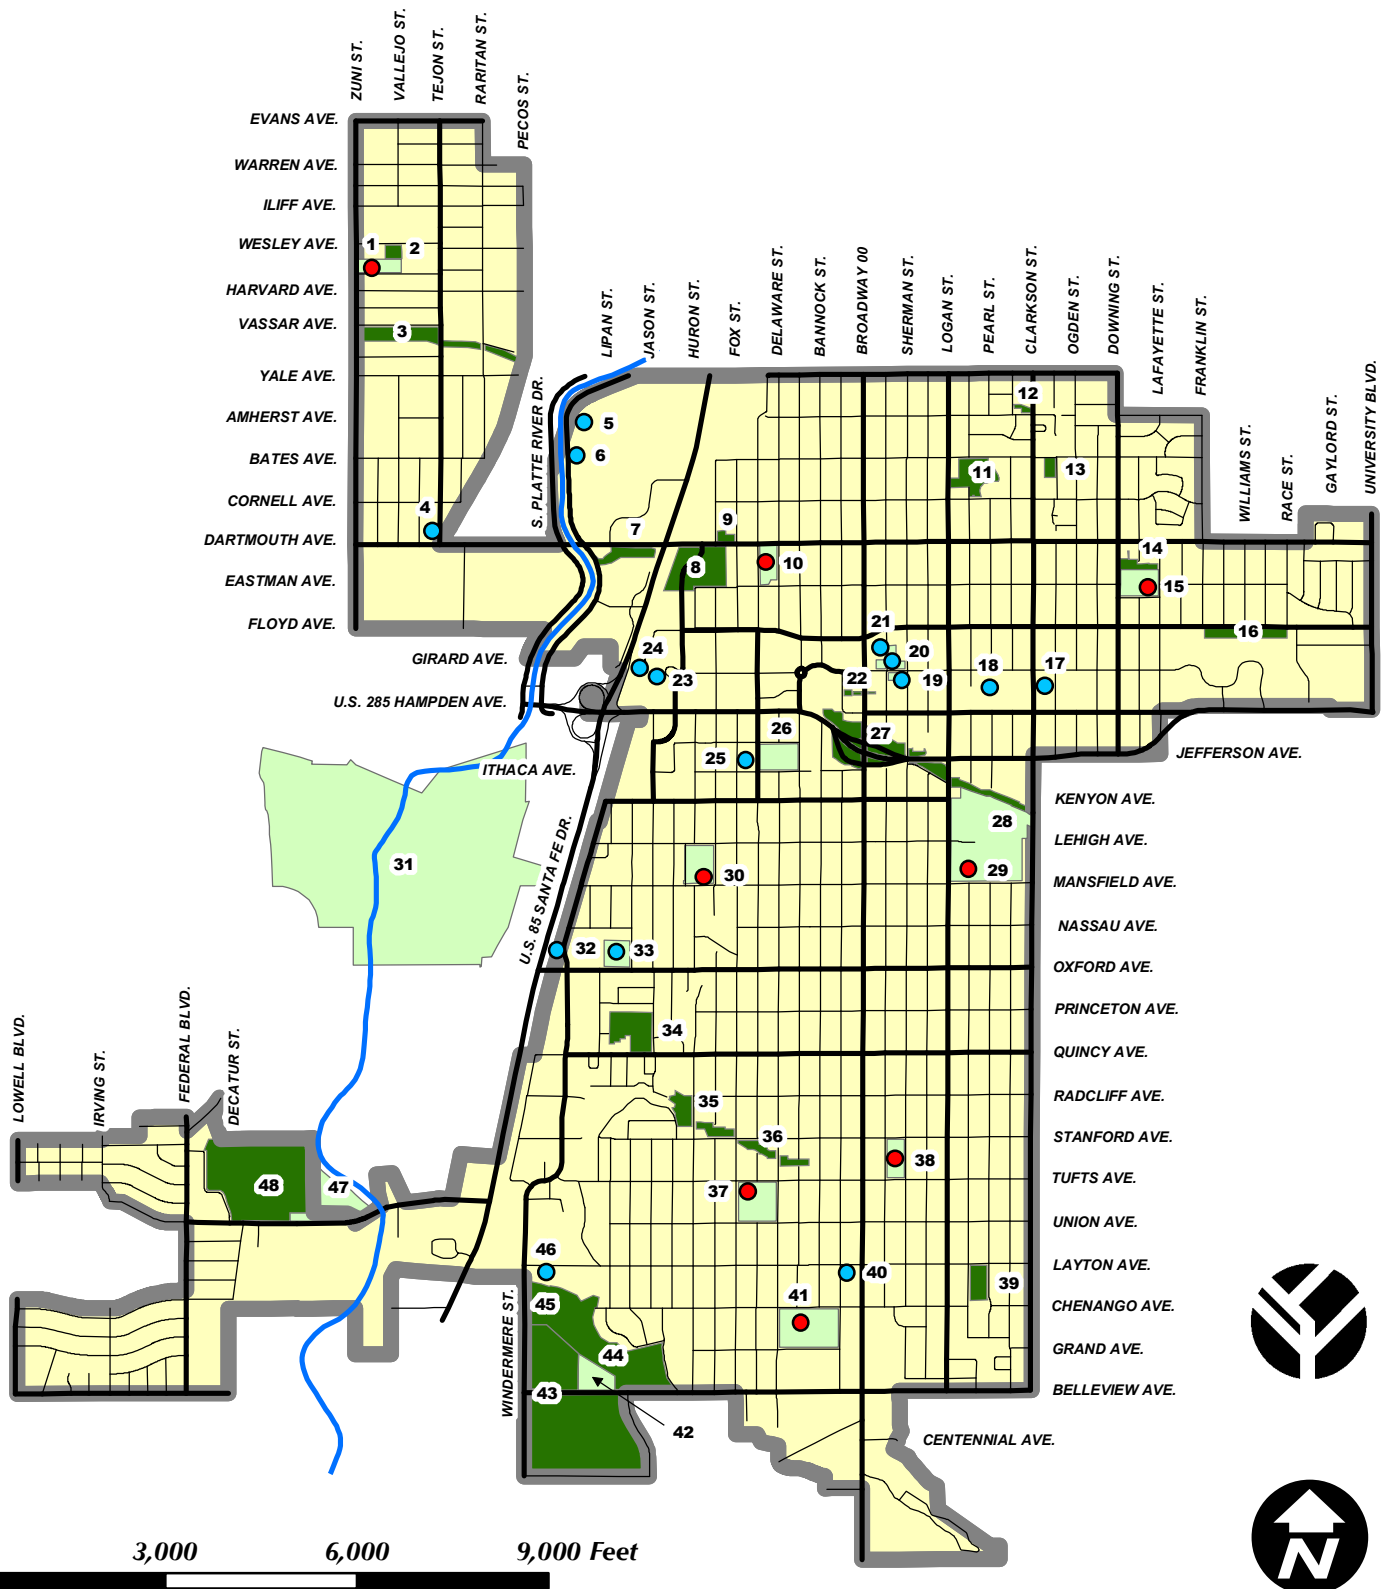 ZUNI ST.
VALLEJO ST.
TEJON ST.
RARITAN ST.
PECOS ST.
EVANS AVE.
WARREN AVE.
ILIFF AVE.
WESLEY AVE.
HARVARD AVE.
VASSAR AVE.
YALE AVE.
AMHERST AVE.
BATES AVE.
CORNELL AVE.
DARTMOUTH AVE.
EASTMAN AVE.
FLOYD AVE.
GIRARD AVE.
U.S. 285 HAMPDEN AVE.
ITHACA AVE.
S. PLATTE RIVER DR.
LIPAN ST.
JASON ST.
HURON ST.
FOX ST.
DELAWARE ST.
BANNOCK ST.
BROADWAY 00
SHERMAN ST.
LOGAN ST.
PEARL ST.
CLARKSON ST.
OGDEN ST.
DOWNING ST.
LAFAYETTE ST.
FRANKLIN ST.
WILLIAMS ST.
RACE ST.
GAYLORD ST.
UNIVERSITY BLVD.
1
2
3
4
5
6
7
8
9
10
11
12
13
14
15
16
17
18
19
20
21
22
23
24
25
26
27
28
29
30
31
32
33
34
35
36
37
38
39
40
41
42
43
44
45
46
47
48
JEFFERSON AVE.
KENYON AVE.
LEHIGH AVE.
MANSFIELD AVE.
NASSAU AVE.
OXFORD AVE.
PRINCETON AVE.
QUINCY AVE.
RADCLIFF AVE.
STANFORD AVE.
TUFTS AVE.
UNION AVE.
LAYTON AVE.
CHENANGO AVE.
GRAND AVE.
BELLEVIEW AVE.
CENTENNIAL AVE.
U.S. 85 SANTA FE DR.
LOWELL BLVD.
IRVING ST.
FEDERAL BLVD.
DECATUR ST.
WINDERMERE ST.
3,000 6,000 9,000 Feet
N